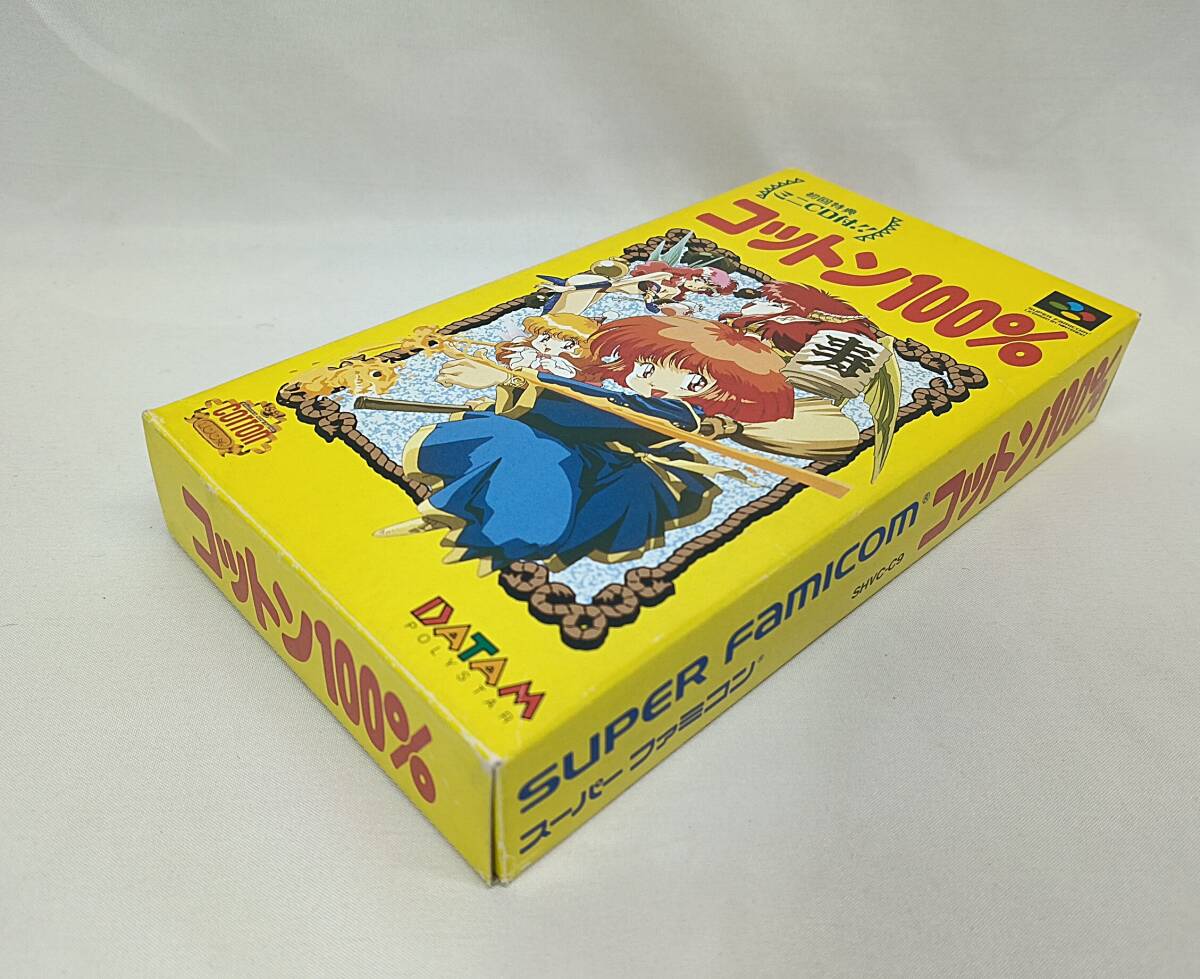 初回特典
ミニCD付!!
コットン100%
壽
COTTON
DATAM
POLYSTAR
コットン100%
SUPER FAMICOM®
コットン100%
スーパー ファミコン®
SHVC-C9